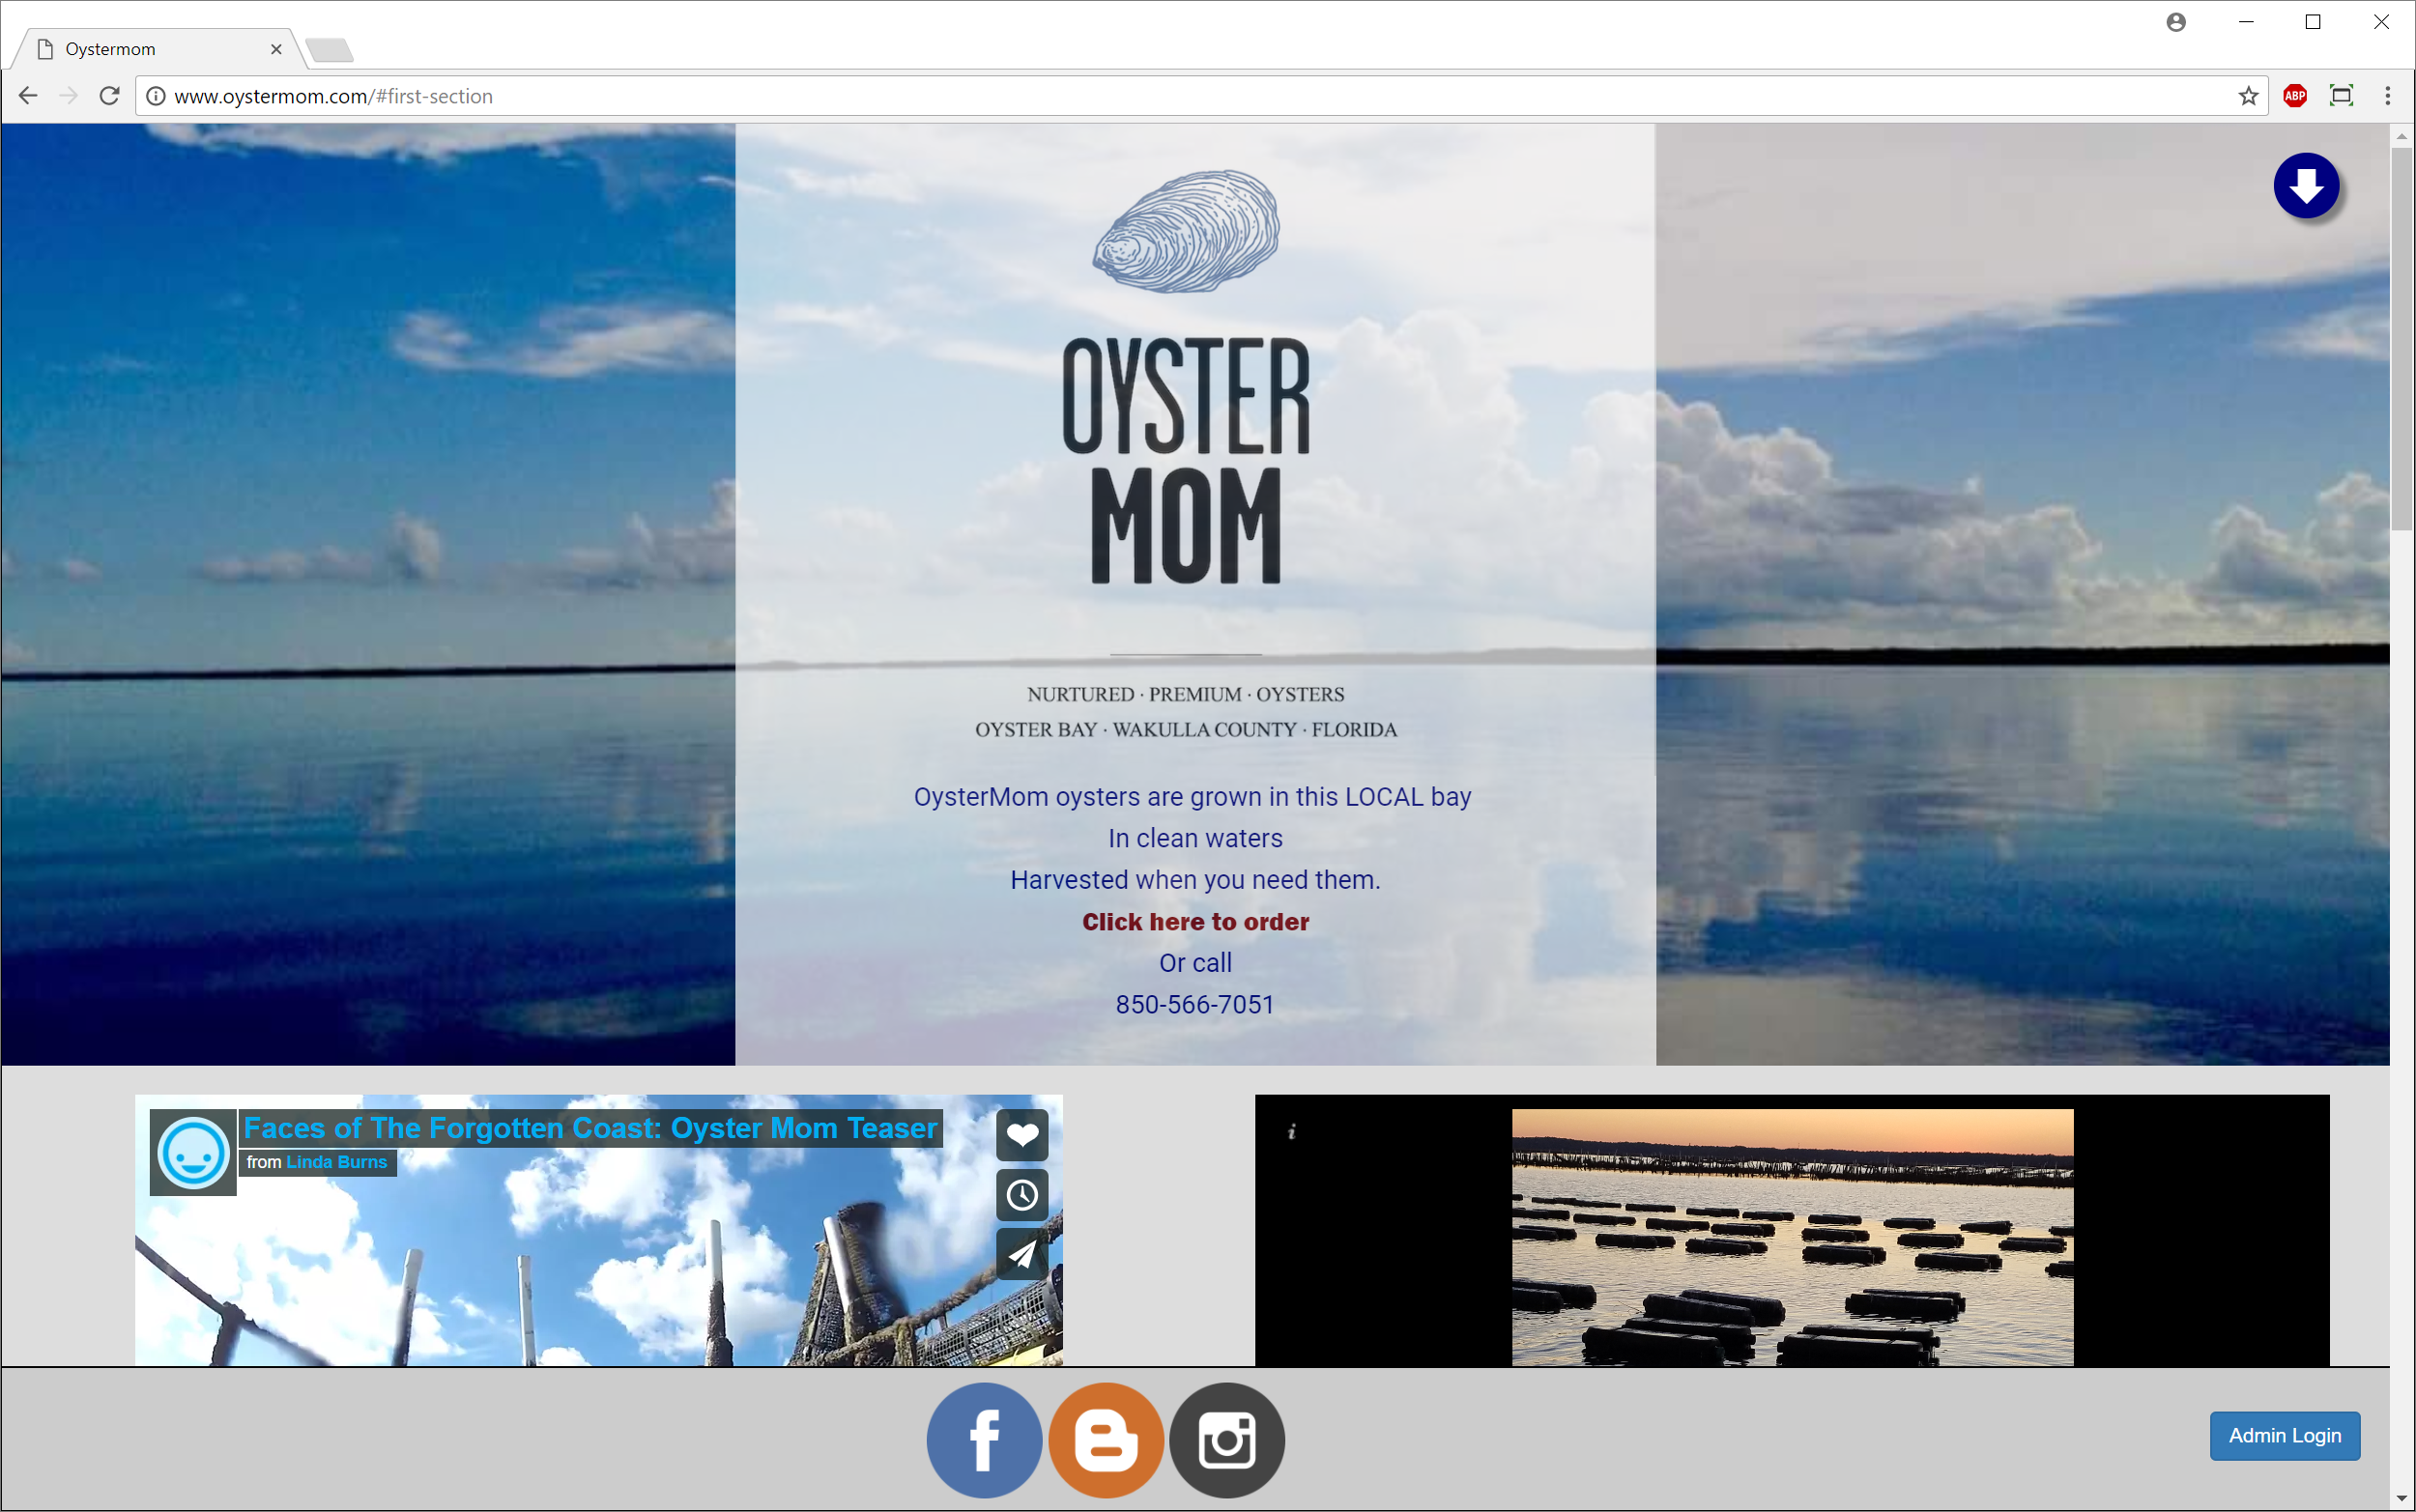 Oystermom
www.oystermom.com/#first-section
ABP
OYSTER
MOM
NURTURED · PREMIUM · OYSTERS
OYSTER BAY · WAKULLA COUNTY · FLORIDA
OysterMom oysters are grown in this LOCAL bay
In clean waters
Harvested when you need them.
Click here to order
Or call
850-566-7051
Faces of The Forgotten Coast: Oyster Mom Teaser
from Linda Burns
i
f
B
Admin Login